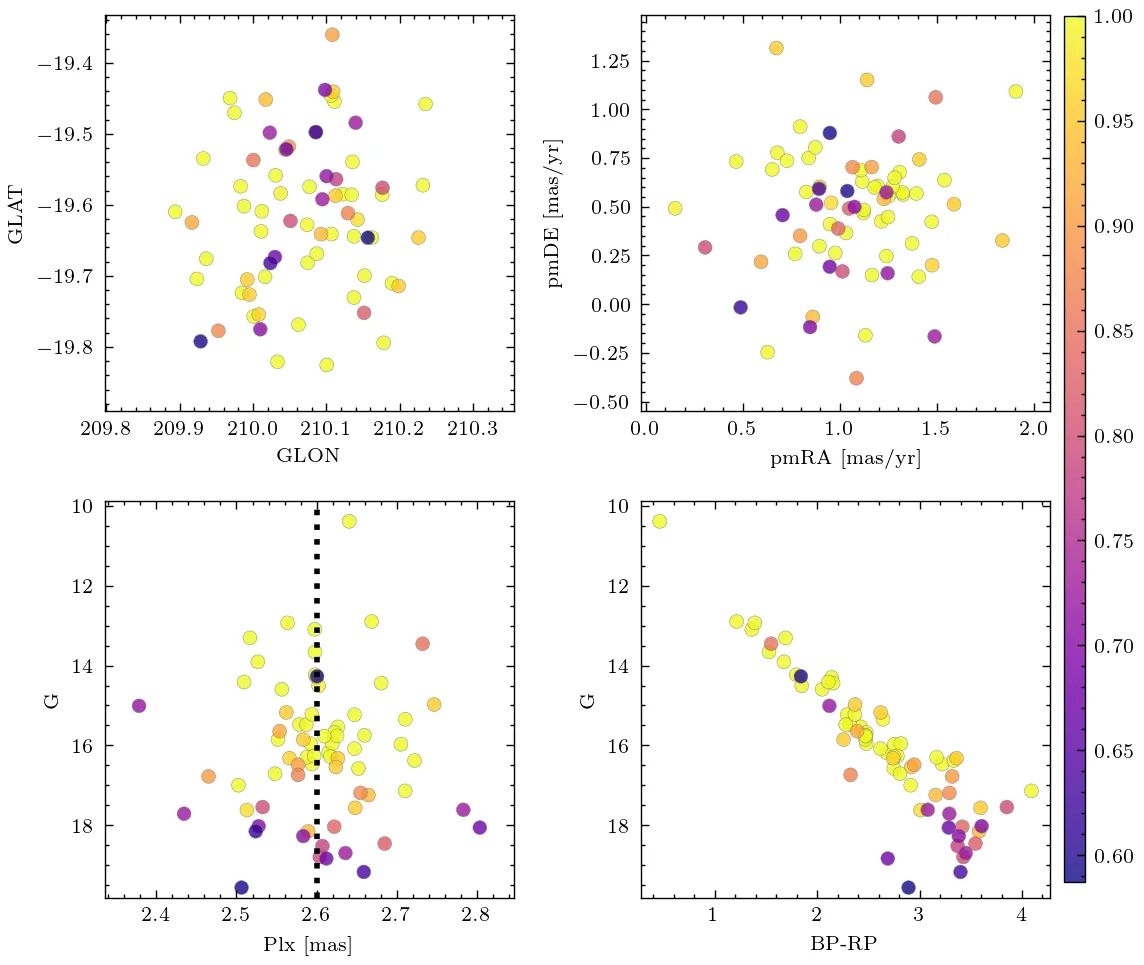 −19.4
−19.5
−19.6
−19.7
−19.8
GLAT
209.8 209.9 210.0 210.1 210.2 210.3
GLON
1.25
1.00
0.75
0.50
0.25
0.00
−0.25
−0.50
pmDE [mas/yr]
0.0 0.5 1.0 1.5 2.0
pmRA [mas/yr]
10
12
14
16
18
G
2.4 2.5 2.6 2.7 2.8
Plx [mas]
10
12
14
16
18
G
1 2 3 4
BP-RP
1.00
0.95
0.90
0.85
0.80
0.75
0.70
0.65
0.60